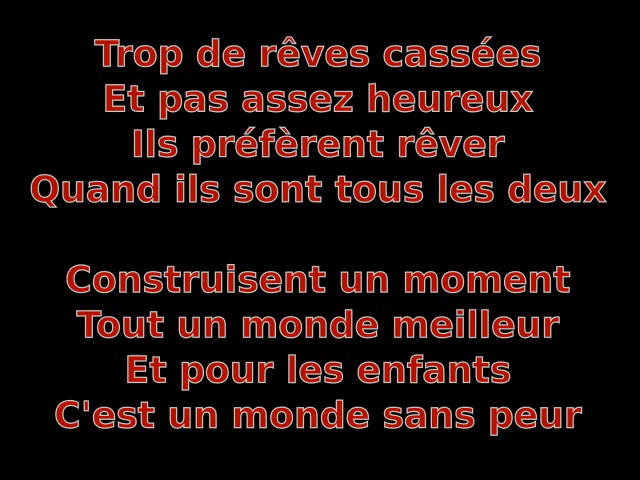 Trop de rêves cassées
Et pas assez heureux
Ils préfèrent rêver
Quand ils sont tous les deux
Construisent un moment
Tout un monde meilleur
Et pour les enfants
C'est un monde sans peur